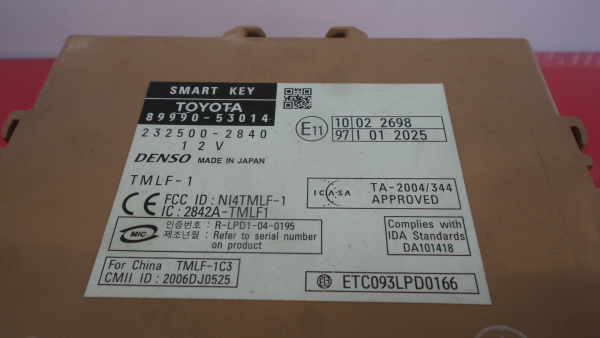 SMART KEY
TOYOTA
89990-53014
232500-2840
12V
DENSO MADE IN JAPAN
E11
10 02 2698
97 I 01 2025
TMLF-1
CE FCC ID : NI4TMLF-1
IC : 2842A-TMLF1
ICASA
TA-2004/344
APPROVED
MIC
인증번호 : R-LPD1-04-0195
제조년월 : Refer to serial number
on product
Complies with
IDA Standards
DA101418
For China TMLF-1C3
CMII ID : 2006DJ0525
ETC093LPD0166